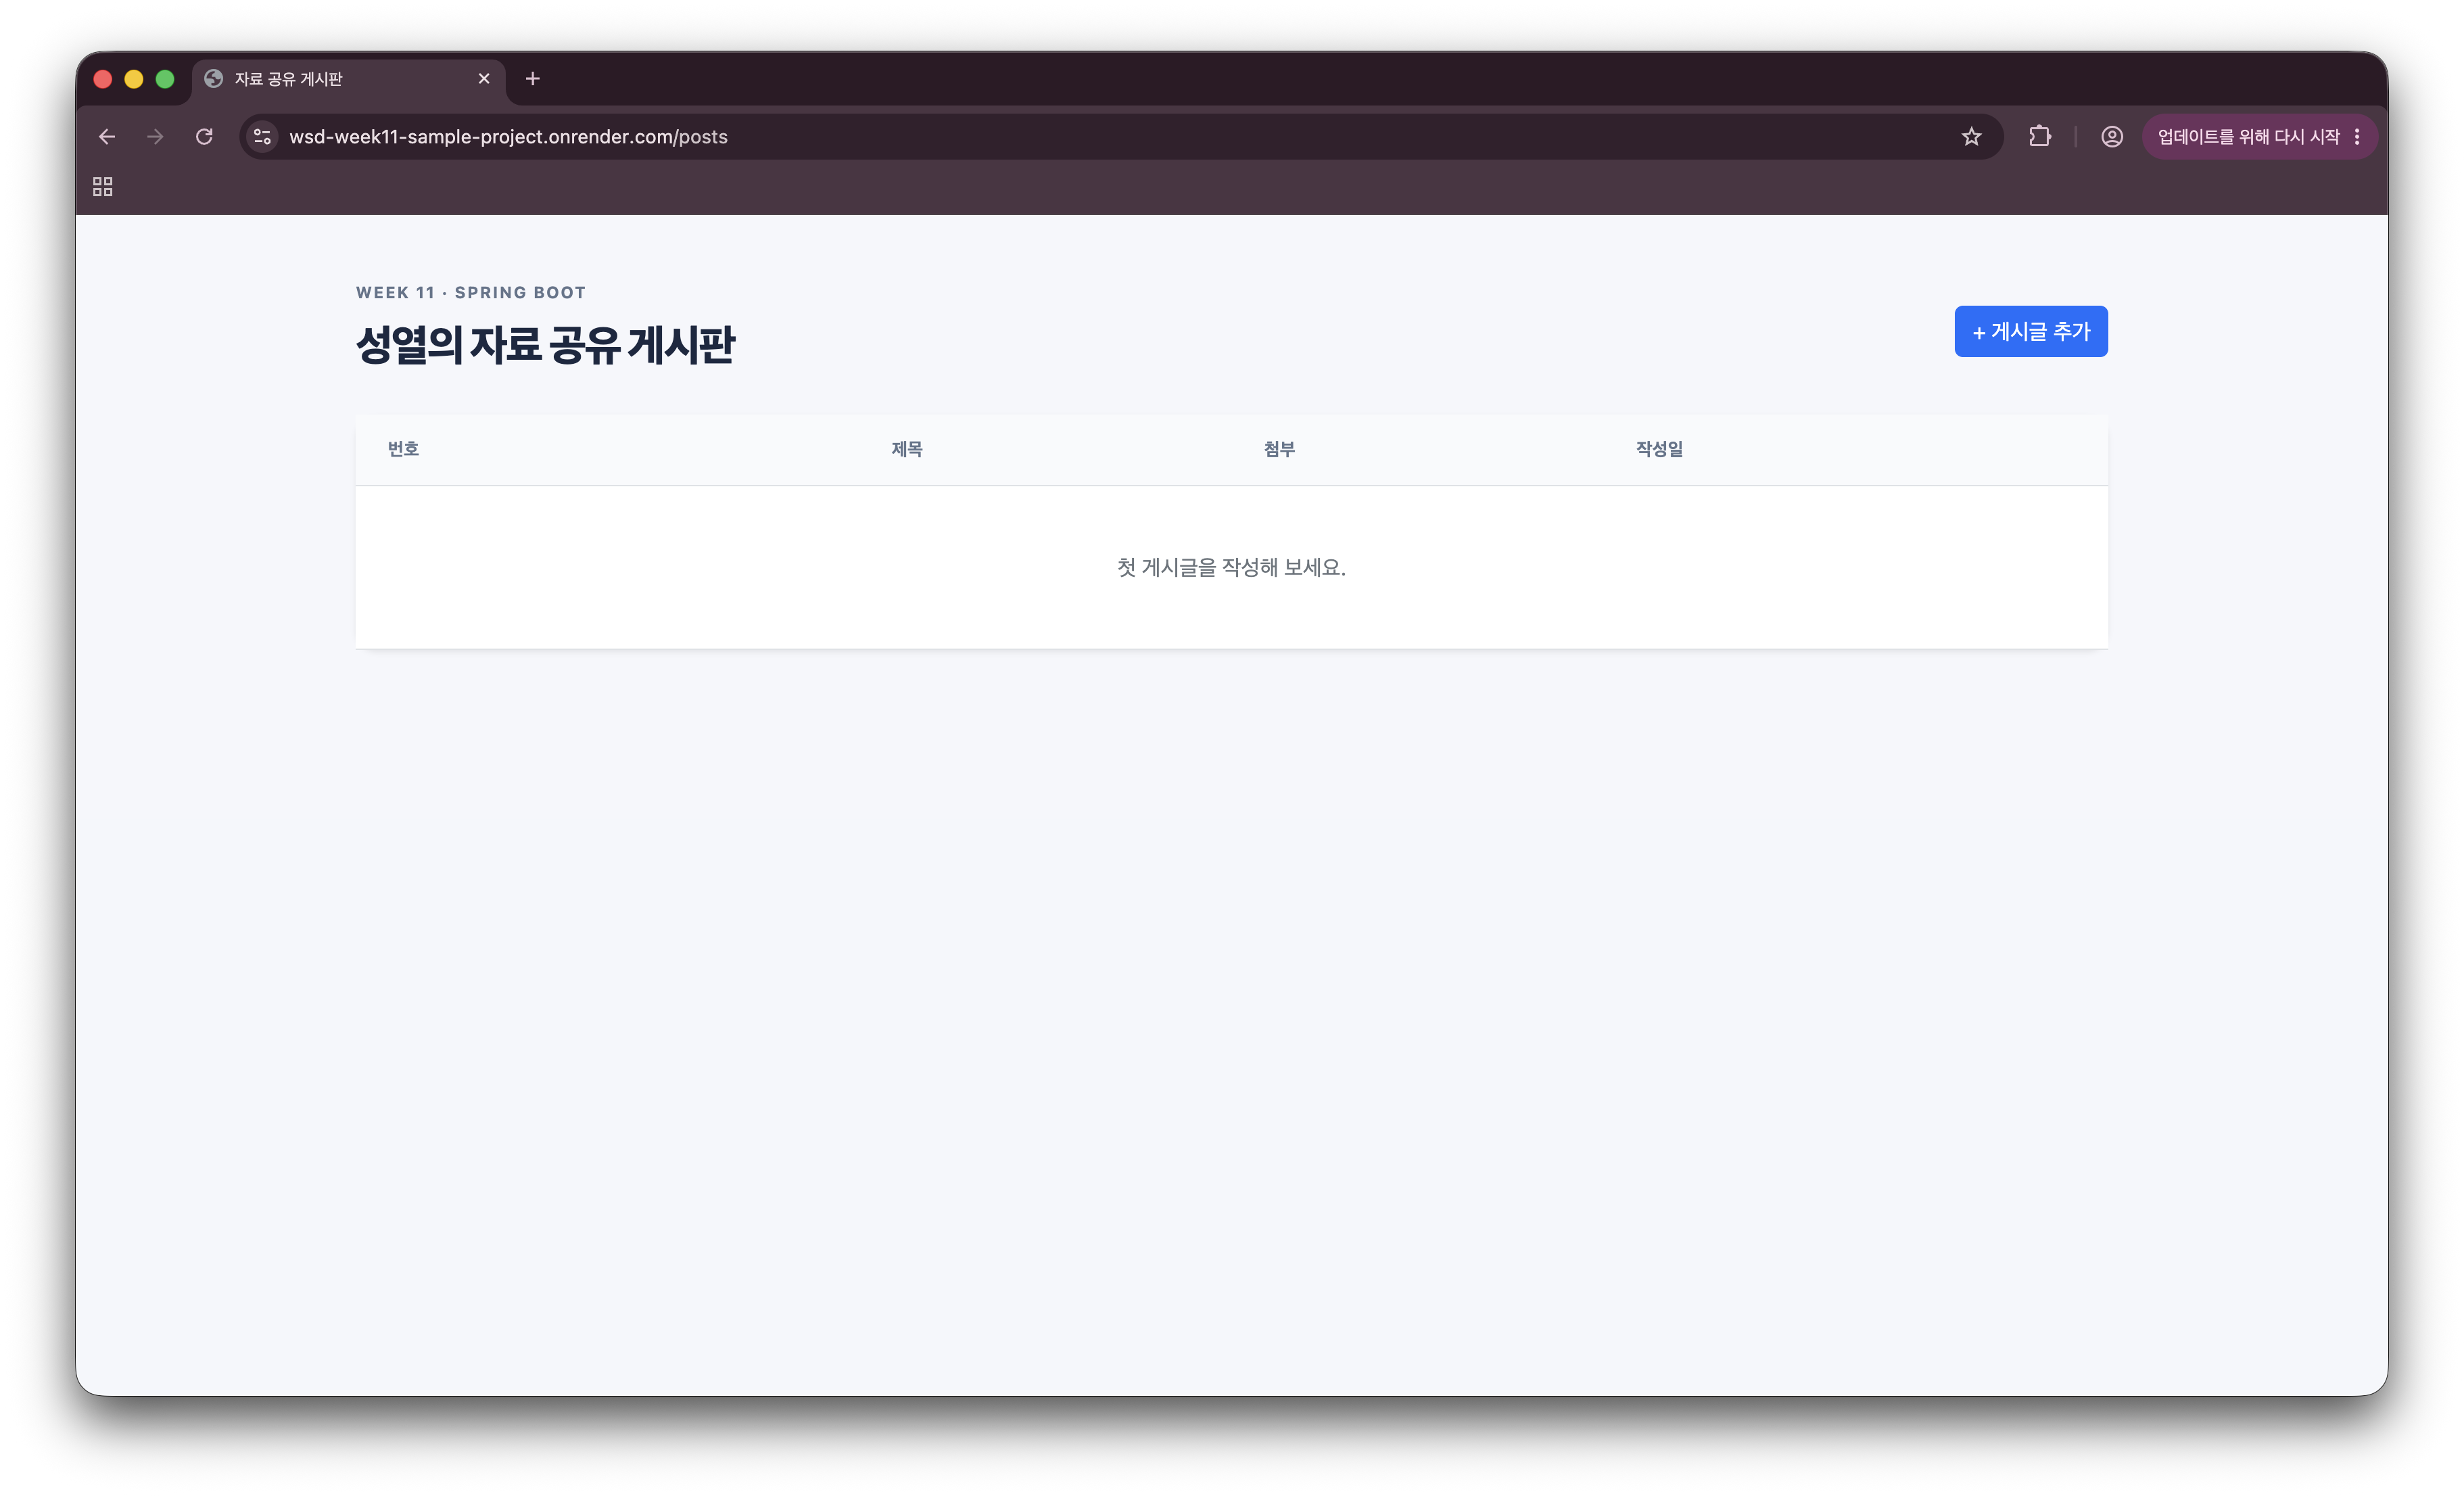 자료 공유 게시판
wsd-week11-sample-project.onrender.com/posts
업데이트를 위해 다시 시작
WEEK 11 · SPRING BOOT
성열의 자료 공유 게시판
+ 게시글 추가
번호 제목 첨부 작성일
첫 게시글을 작성해 보세요.